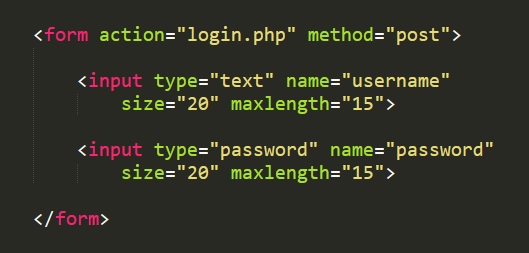 <form action="login.php" method="post">
<input type="text" name="username"
size="20" maxlength="15">
<input type="password" name="password"
size="20" maxlength="15">
</form>